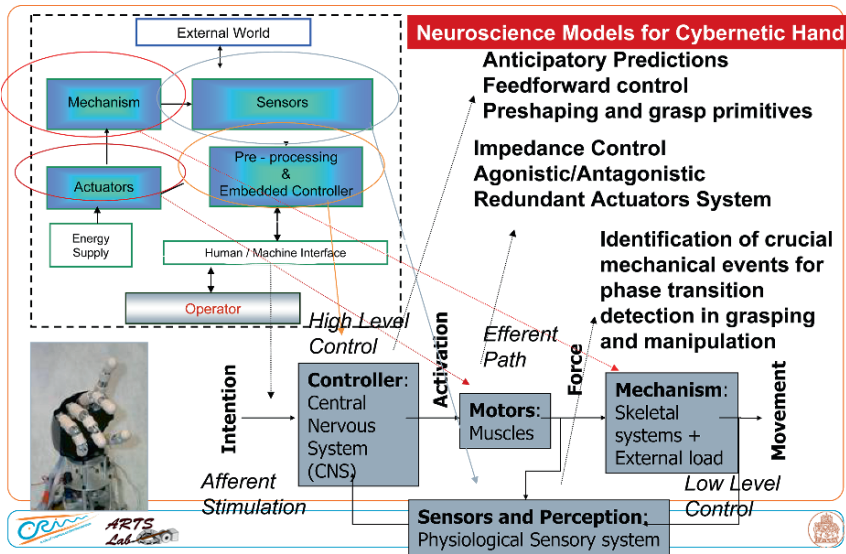 External World
Neuroscience Models for Cybernetic Hand
Mechanism
Sensors
Anticipatory Predictions
Feedforward control
Preshaping and grasp primitives
Pre - processing
&
Embedded Controller
Actuators
Impedance Control
Agonistic/Antagonistic
Redundant Actuators System
Energy
Supply
Human / Machine Interface
Operator
Identification of crucial
mechanical events for
phase transition
detection in grasping
and manipulation
High Level
Control
Efferent
Path
Intention
Controller:
Central
Nervous
System
(CNS)
Activation
Motors:
Muscles
Force
Mechanism:
Skeletal
systems +
External load
Movement
Afferent
Stimulation
Low Level
Control
Sensors and Perception:
Physiological Sensory system
ARTS
Lab